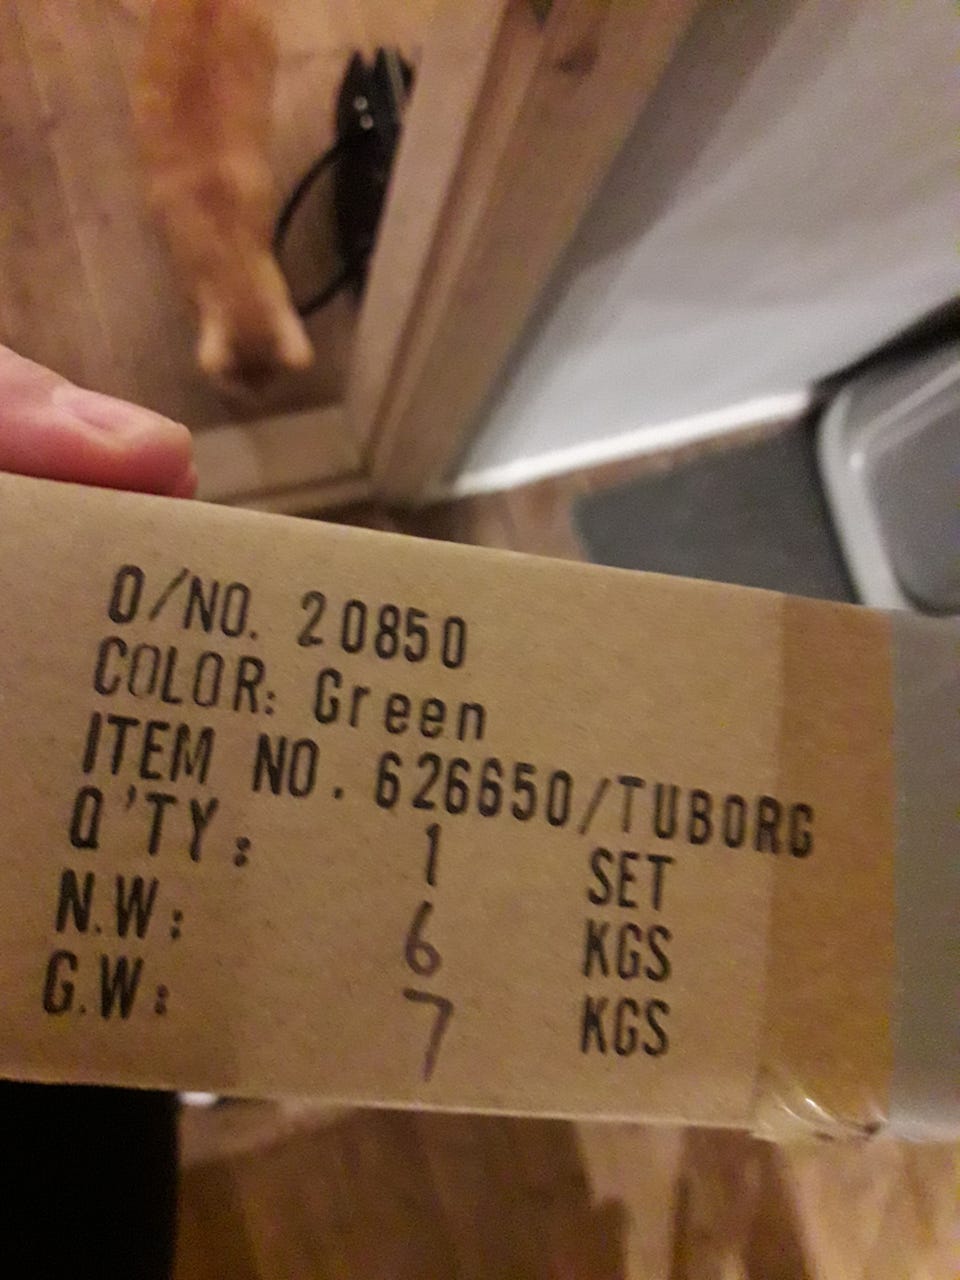 O/NO. 20850
COLOR: Green
ITEM NO. 626650/TUBORG
Q'TY: 1 SET
N.W: 6 KGS
G.W: 7 KGS